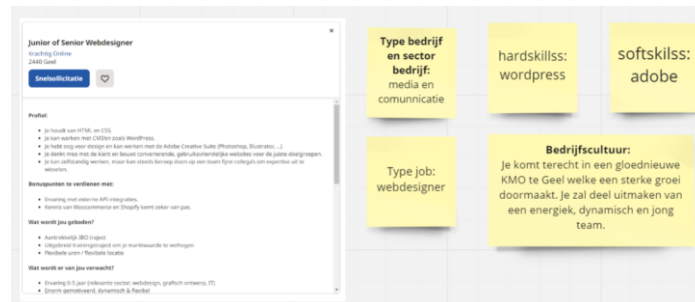 ×
Junior of Senior Webdesigner
Krachtig Online
2440 Geel
Snelsollicitatie
Profiel:
Je houdt van HTML en CSS.
Je kan werken met CMSen zoals WordPress.
Je hebt oog voor design en kan werken met de Adobe Creative Suite (Photoshop, Illustrator, ...)
Je denkt mee met de klant en bouwt converterende, gebruiksvriendelijke websites voor de juiste doelgroepen.
Je kan zelfstandig werken, maar kan steeds beroep doen op een team fijne collega's om expertise uit te
wisselen.
Bonuspunten te verdienen met:
Ervaring met externe API-integraties.
Kennis van Woocommerce en Shopify komt zeker van pas.
Wat wordt jou geboden?
Aantrekkelijk IBO traject
Uitgebreid trainingstraject om je marktwaarde te verhogen
Flexibele uren / flexibele locatie
Wat wordt er van jou verwacht?
Ervaring 0-5 jaar (relevante sector: webdesign, grafisch ontwerp, IT)
Enorm gemotiveerd, dynamisch & flexibel
Type bedrijf
en sector
bedrijf:
media en
comunnicatie
hardskillss:
wordpress
softskilss:
adobe
Type job:
webdesigner
Bedrijfscultuur:
Je komt terecht in een gloednieuwe
KMO te Geel welke een sterke groei
doormaakt. Je zal deel uitmaken van
een energiek, dynamisch en jong
team.